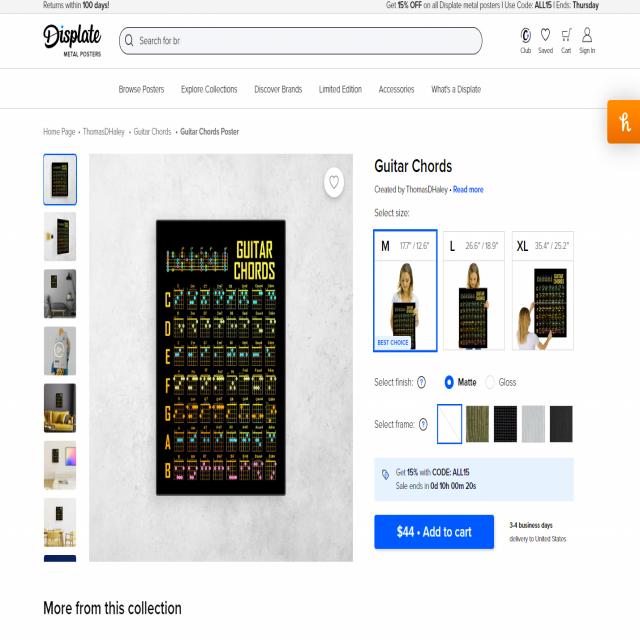 Returns within 100 days!
Get 15% OFF on all Displate metal posters | Use Code: ALL15 | Ends: Thursday
Displate
METAL POSTERS
Search for br
Club
Saved
Cart
Sign In
Browse Posters
Explore Collections
Discover Brands
Limited Edition
Accessories
What's a Displate
Home Page • ThomasDHaley • Guitar Chords • Guitar Chords Poster
Guitar Chords
Created by ThomasDHaley • Read more
Select size:
M 17.7" / 12.6"
L 26.6" / 18.9"
XL 35.4" / 25.2"
BEST CHOICE
GUITAR
CHORDS
C
D
E
F
G
A
B
Select finish: ?
Matte
Gloss
Select frame: ?
Get 15% with CODE: ALL15
Sale ends in 0d 10h 00m 20s
$44 • Add to cart
3-4 business days
delivery to United States
More from this collection